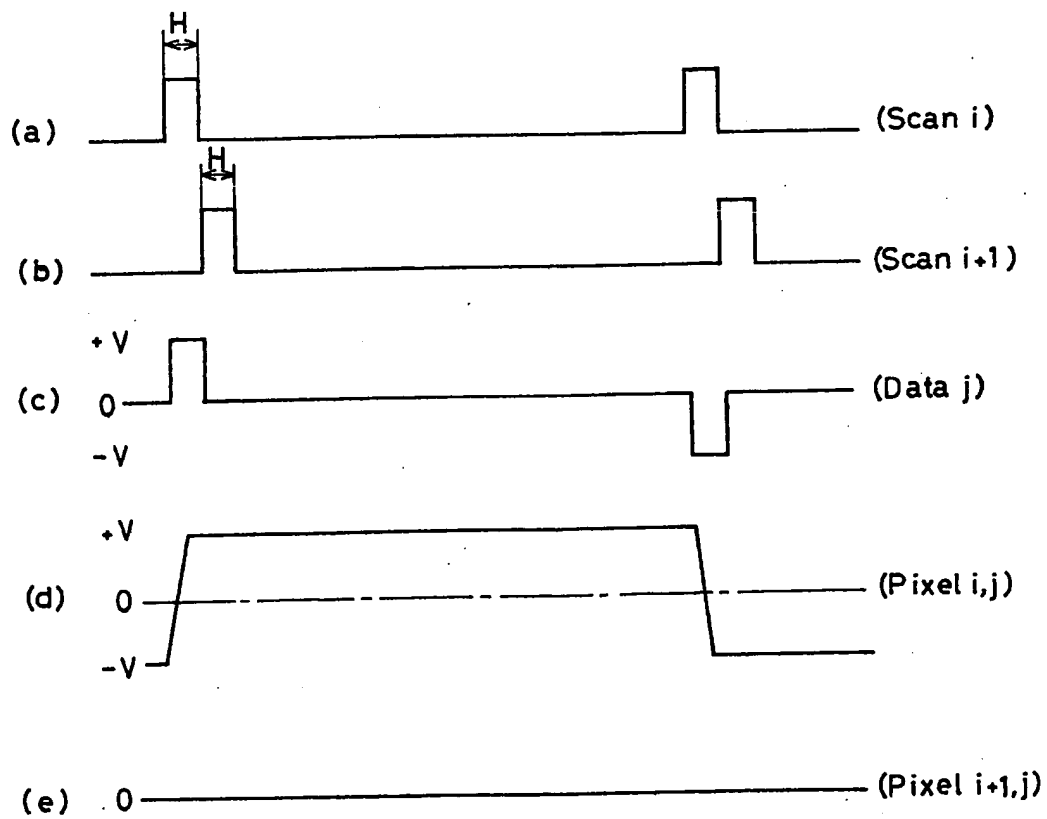 H
(a) (Scan i)
H
(b) (Scan i+1)
+V
(c) 0 (Data j)
-V
+V
(d) 0 (Pixel i,j)
-V
(e) 0 (Pixel i+1,j)